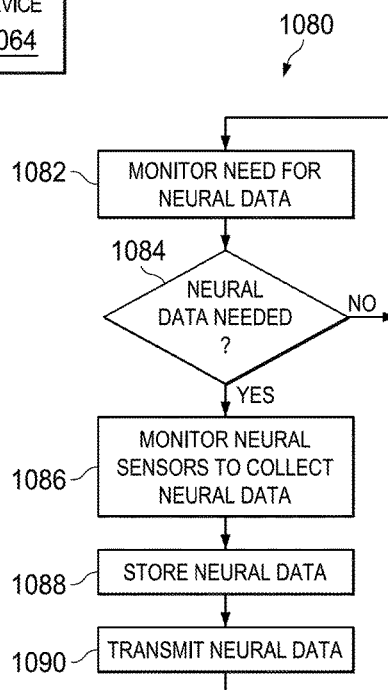 VICE
064
1080
1082
MONITOR NEED FOR
NEURAL DATA
1084
NEURAL
DATA NEEDED
?
NO
YES
1086
MONITOR NEURAL
SENSORS TO COLLECT
NEURAL DATA
1088
STORE NEURAL DATA
1090
TRANSMIT NEURAL DATA